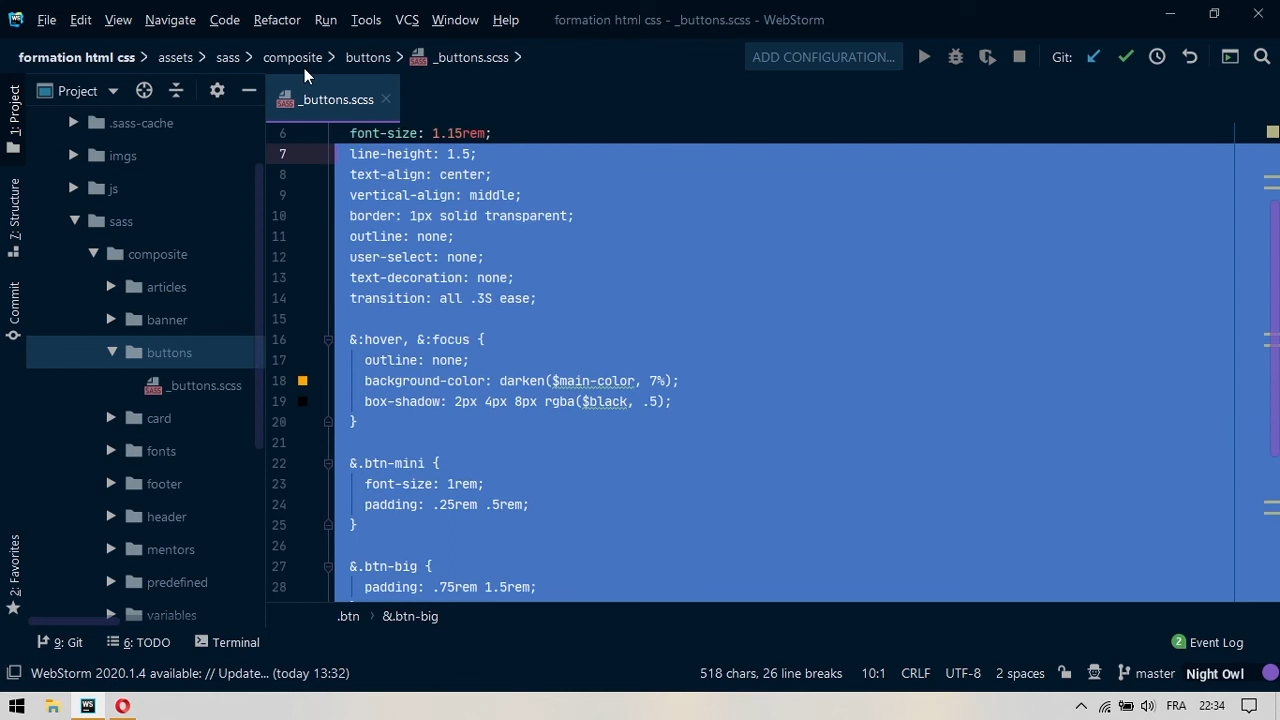 File Edit View Navigate Code Refactor Run Tools VCS Window Help formation html css - _buttons.scss - WebStorm
formation html css assets sass composite buttons _buttons.scss ADD CONFIGURATION... Git:
Project _buttons.scss
1: Project
7: Structure
Commit
2: Favorites
.sass-cache
imgs
js
sass
composite
articles
banner
buttons
_buttons.scss
card
fonts
footer
header
mentors
predefined
variables
6 font-size: 1.15rem;
7 line-height: 1.5;
8 text-align: center;
9 vertical-align: middle;
10 border: 1px solid transparent;
11 outline: none;
12 user-select: none;
13 text-decoration: none;
14 transition: all .3S ease;
15
16 &:hover, &:focus {
17 outline: none;
18 background-color: darken($main-color, 7%);
19 box-shadow: 2px 4px 8px rgba($black, .5);
20 }
21
22 &.btn-mini {
23 font-size: 1rem;
24 padding: .25rem .5rem;
25 }
26
27 &.btn-big {
28 padding: .75rem 1.5rem;
.btn &.btn-big
9: Git 6: TODO Terminal 2 Event Log
WebStorm 2020.1.4 available: // Update... (today 13:32) 518 chars, 26 line breaks 10:1 CRLF UTF-8 2 spaces master Night Owl
WS FRA 22:34